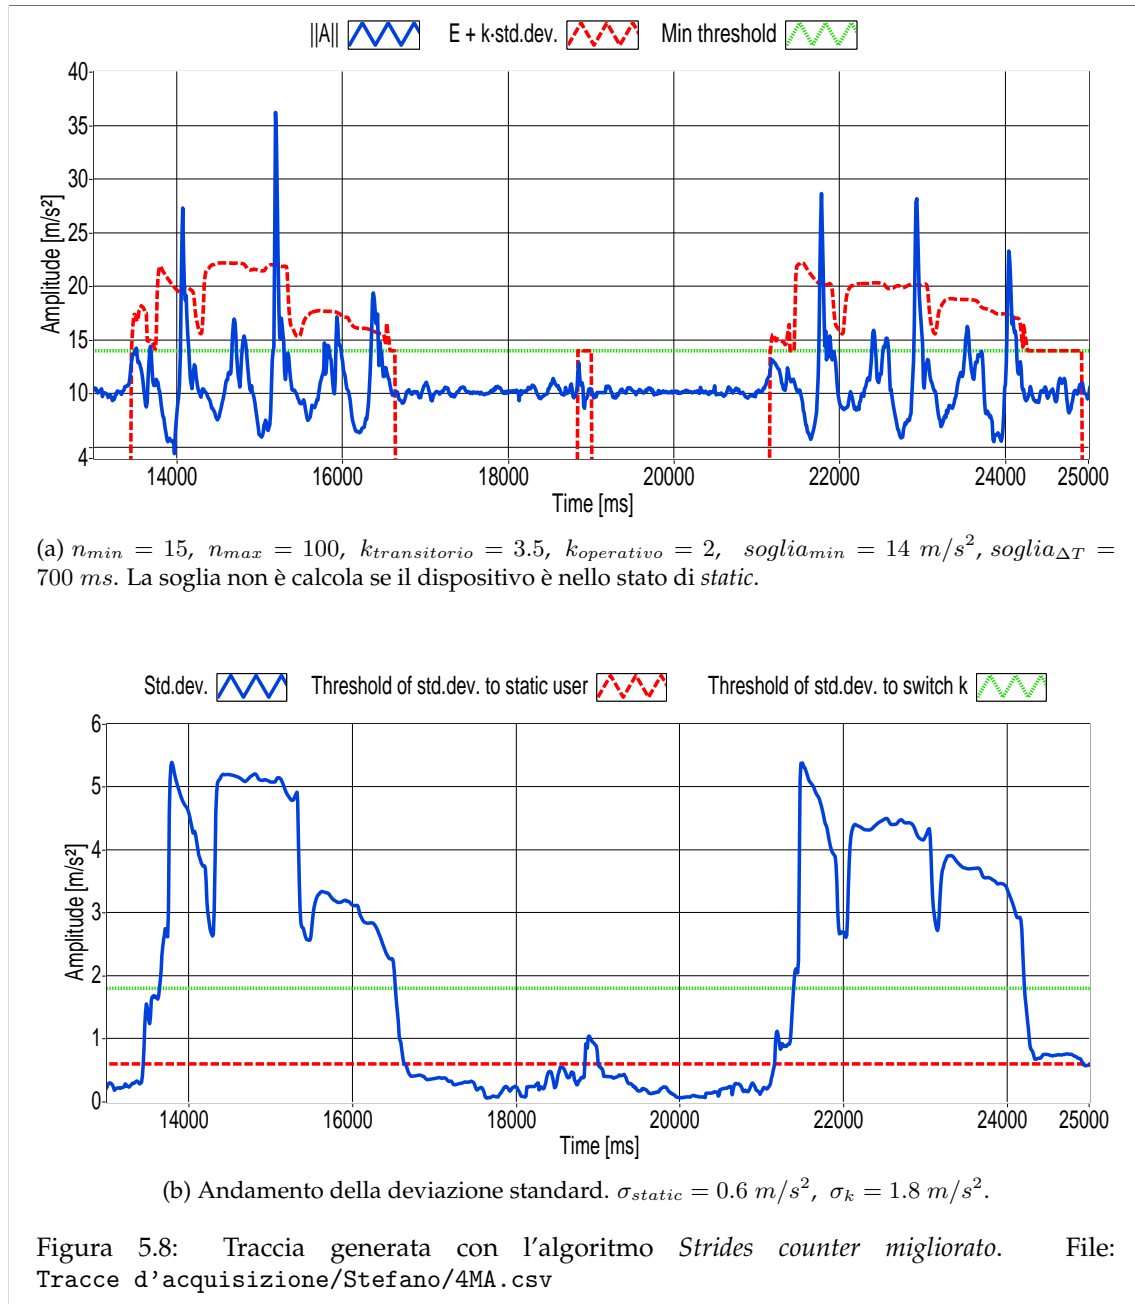 ||A|| E + k·std.dev. Min threshold
40
35
30
25
20
15
10
4
Amplitude [m/s²]
14000 16000 18000 20000 22000 24000 25000
Time [ms]
(a) n_min = 15, n_max = 100, k_transitorio = 3.5, k_operativo = 2, soglia_min = 14 m/s², soglia_ΔT =
700 ms. La soglia non è calcola se il dispositivo è nello stato di static.
Std.dev. Threshold of std.dev. to static user Threshold of std.dev. to switch k
6
5
4
3
2
1
0
Amplitude [m/s²]
14000 16000 18000 20000 22000 24000 25000
Time [ms]
(b) Andamento della deviazione standard. σ_static = 0.6 m/s², σ_k = 1.8 m/s².
Figura 5.8: Traccia generata con l'algoritmo Strides counter migliorato. File:
Tracce d'acquisizione/Stefano/4MA.csv